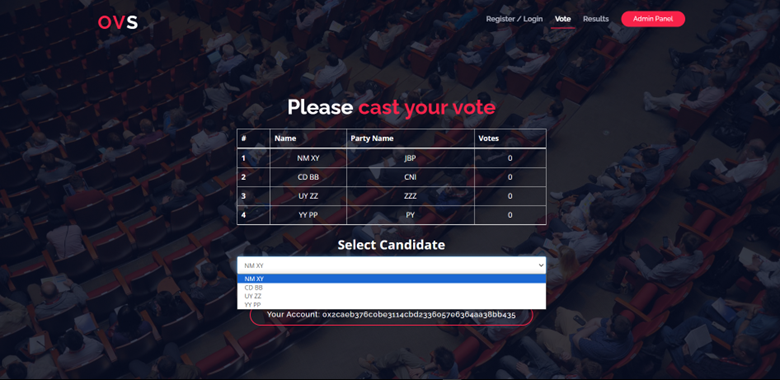 OVS
Register / Login Vote Results Admin Panel
Please cast your vote
# Name Party Name Votes
1 NM XY JBP 0
2 CD BB CNI 0
3 UY ZZ ZZZ 0
4 YY PP PY 0
Select Candidate
NM XY
NM XY
CD BB
UY ZZ
YY PP
Your Account: 0x2caeb376c0be3114cbd2336057e6364aa38bb435